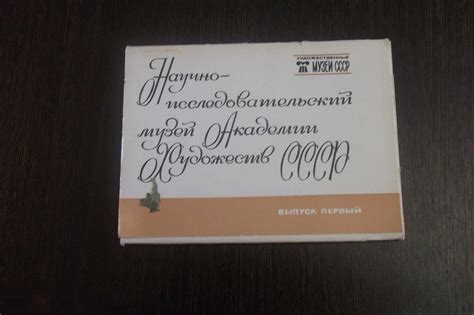 ХУДОЖЕСТВЕННЫЕ
МУЗЕИ СССР
Научно-
исследовательский
музей Академии
Художеств СССР
ВЫПУСК ПЕРВЫЙ